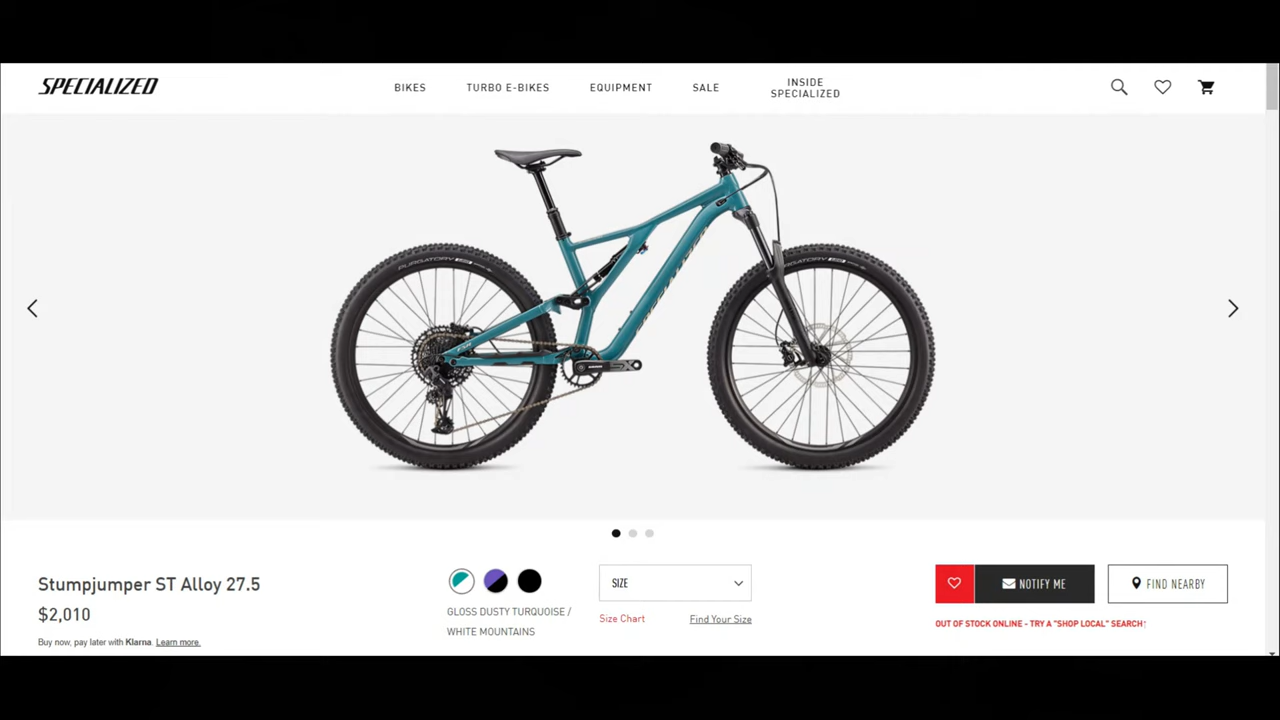 SPECIALIZED
BIKES
TURBO E-BIKES
EQUIPMENT
SALE
INSIDE
SPECIALIZED
PURGATORY
PURGATORY
Stumpjumper ST Alloy 27.5
$2,010
Buy now, pay later with Klarna. Learn more.
GLOSS DUSTY TURQUOISE /
WHITE MOUNTAINS
SIZE
Size Chart
Find Your Size
NOTIFY ME
FIND NEARBY
OUT OF STOCK ONLINE - TRY A "SHOP LOCAL" SEARCH!